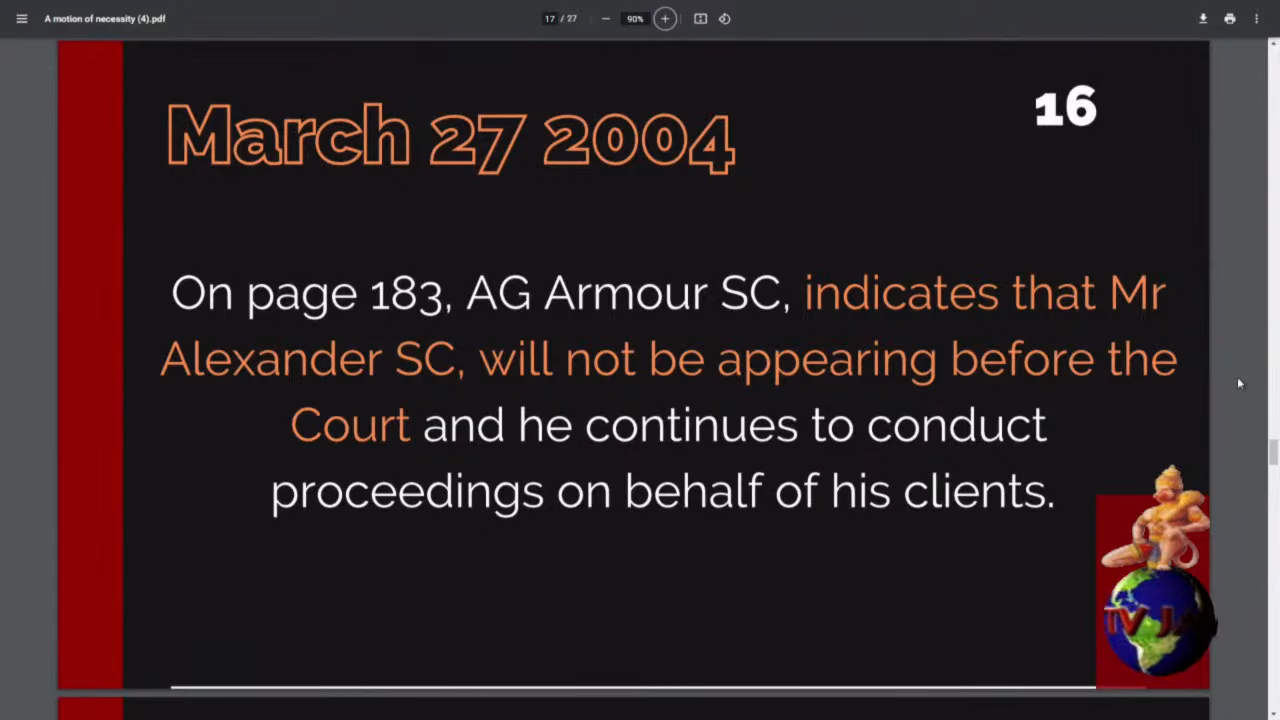 A motion of necessity (4).pdf
17 / 27
90%
16
March 27 2004
On page 183, AG Armour SC, indicates that Mr
Alexander SC, will not be appearing before the
Court and he continues to conduct
proceedings on behalf of his clients.
TV J